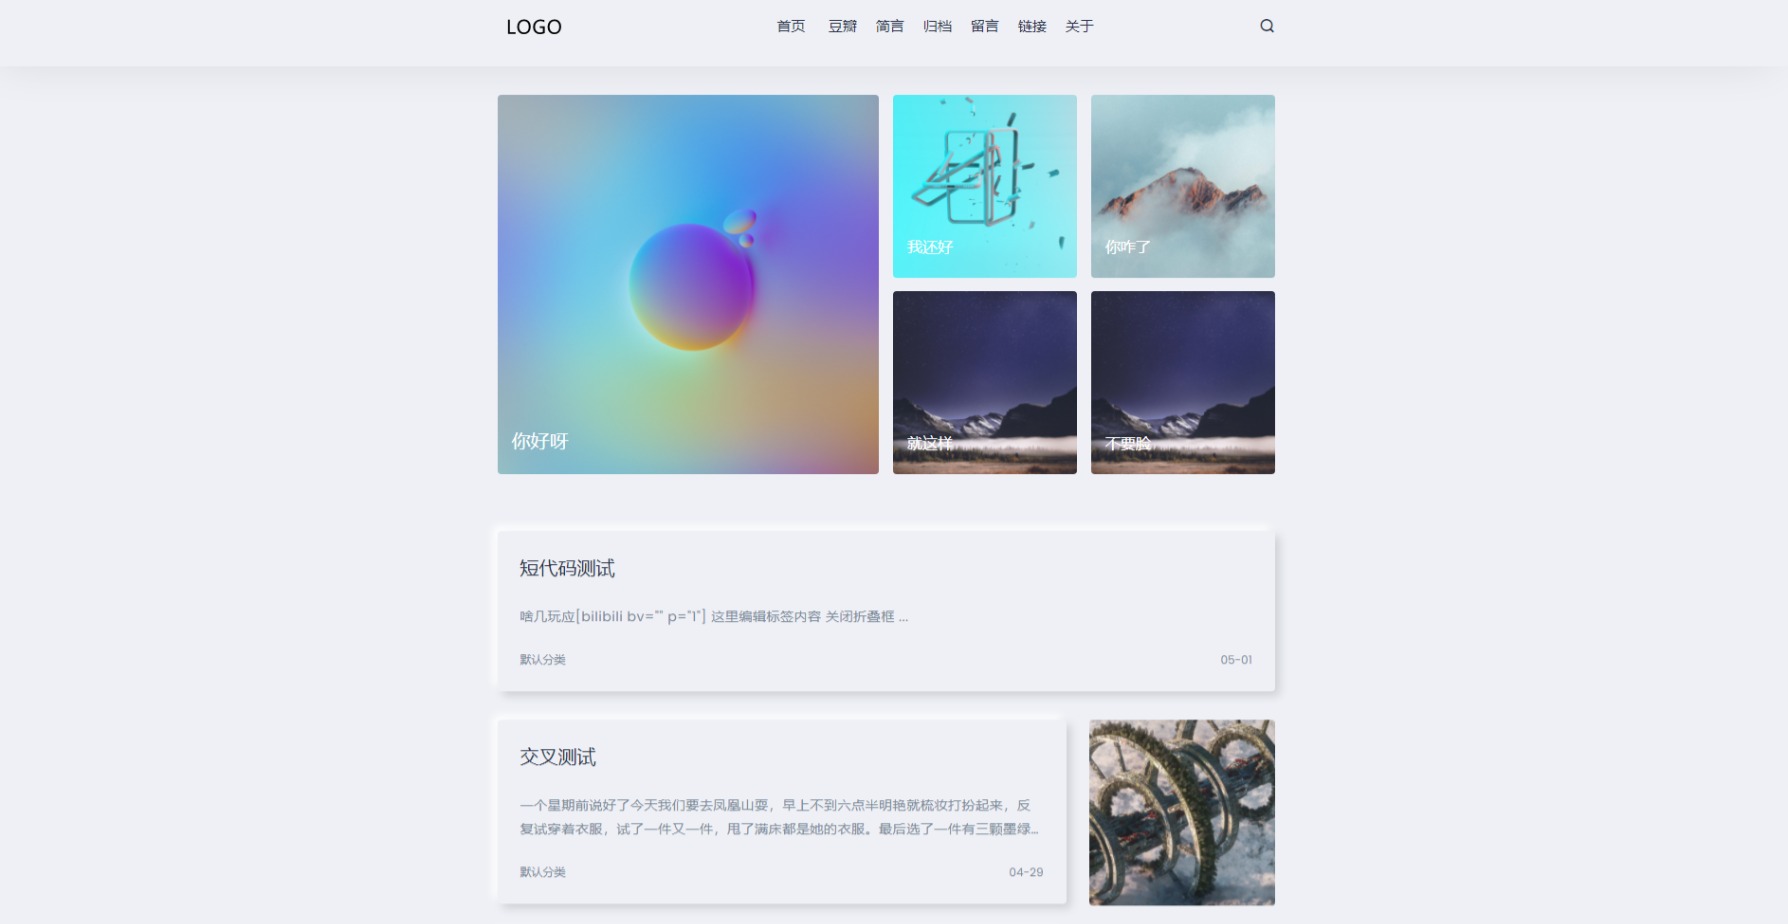 LOGO
首页 豆瓣 简言 归档 留言 链接 关于
我还好
你咋了
你好呀
就这样
不要脸
短代码测试
啥几玩应[bilibili bv="" p="1"] 这里编辑标签内容 关闭折叠框 ...
默认分类
05-01
交叉测试
一个星期前说好了今天我们要去凤凰山耍，早上不到六点半明艳就梳妆打扮起来，反
复试穿着衣服，试了一件又一件，甩了满床都是她的衣服。最后选了一件有三颗墨绿...
默认分类
04-29